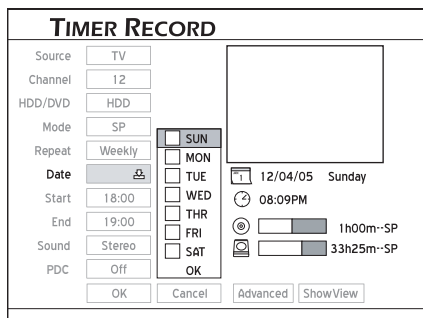 TIMER RECORD
Source TV
Channel 12
HDD/DVD HDD
Mode SP
Repeat Weekly
Date
Start 18:00
End 19:00
Sound Stereo
PDC Off
SUN
MON
TUE
WED
THR
FRI
SAT
OK
1 12/04/05 Sunday
08:09PM
1h00m--SP
33h25m--SP
OK Cancel Advanced ShowView